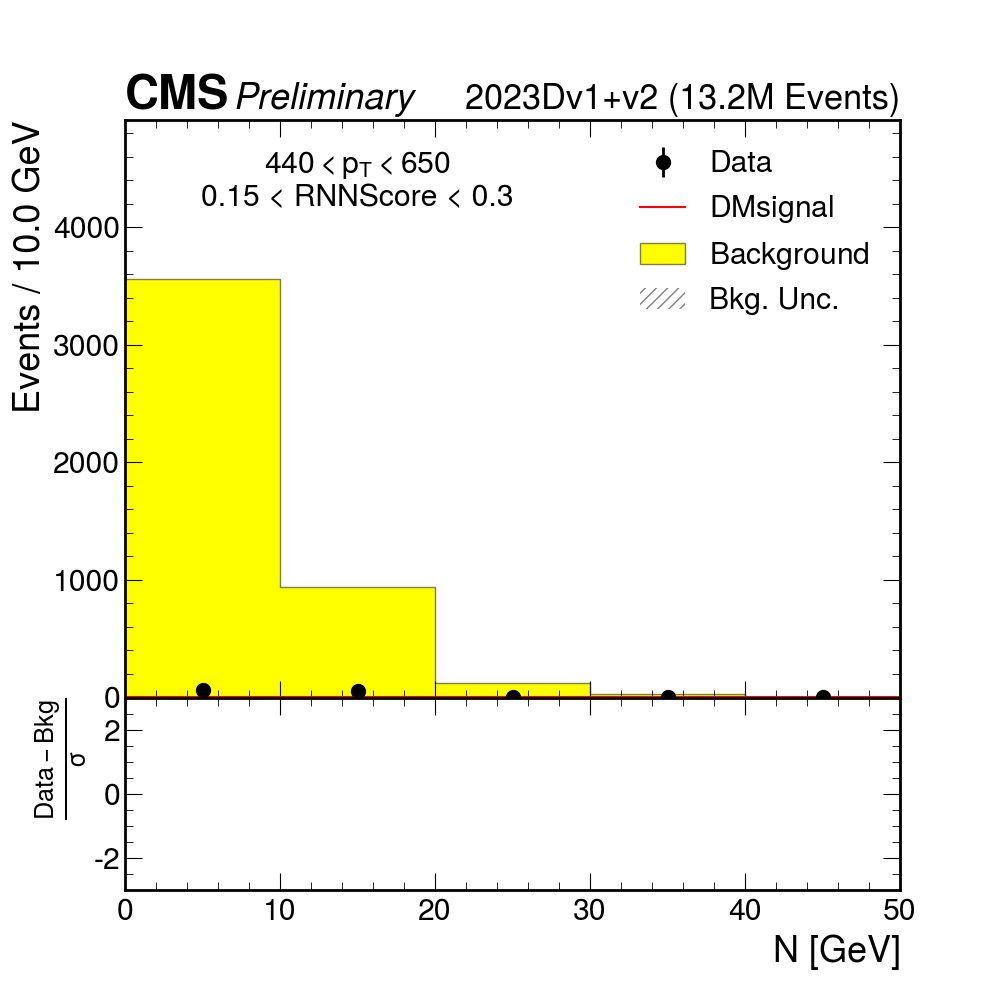 CMS Preliminary 2023Dv1+v2 (13.2M Events)
Events / 10.0 GeV
440 < pT < 650
0.15 < RNNScore < 0.3
Data
DMsignal
Background
Bkg. Unc.
4000
3000
2000
1000
0
Data – Bkg
σ
2
0
-2
0 10 20 30 40 50
N [GeV]